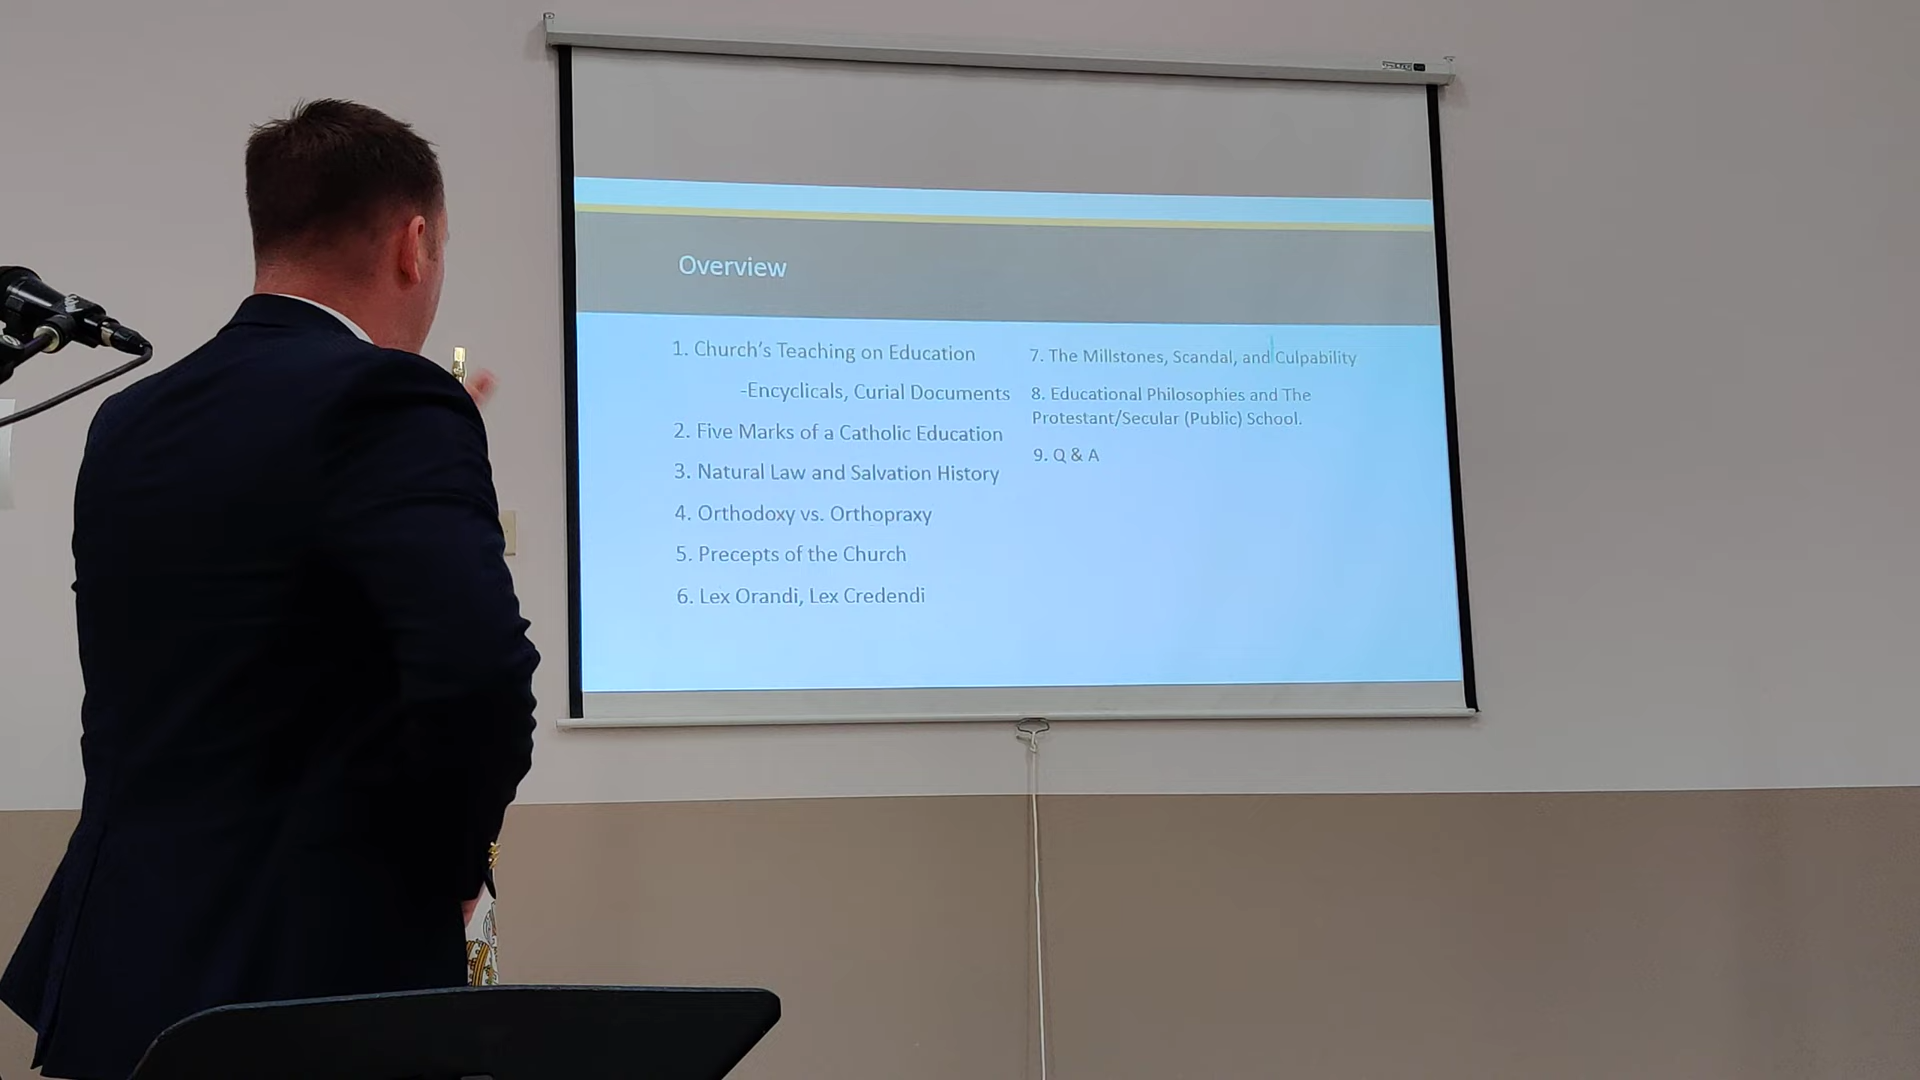 Overview
1. Church's Teaching on Education
-Encyclicals, Curial Documents
2. Five Marks of a Catholic Education
3. Natural Law and Salvation History
4. Orthodoxy vs. Orthopraxy
5. Precepts of the Church
6. Lex Orandi, Lex Credendi
7. The Millstones, Scandal, and Culpability
8. Educational Philosophies and The
Protestant/Secular (Public) School.
9. Q & A